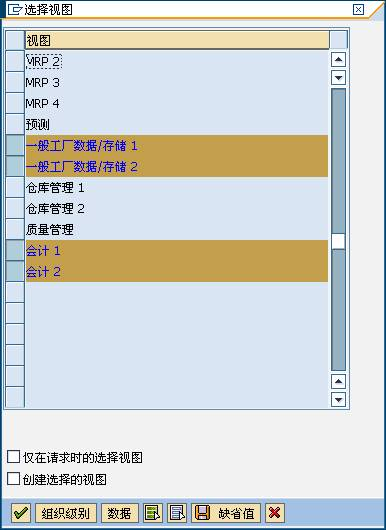 选择视图
视图
MRP 2
MRP 3
MRP 4
预测
一般工厂数据/存储 1
一般工厂数据/存储 2
仓库管理 1
仓库管理 2
质量管理
会计 1
会计 2
仅在请求时的选择视图
创建选择的视图
组织级别 数据 缺省值